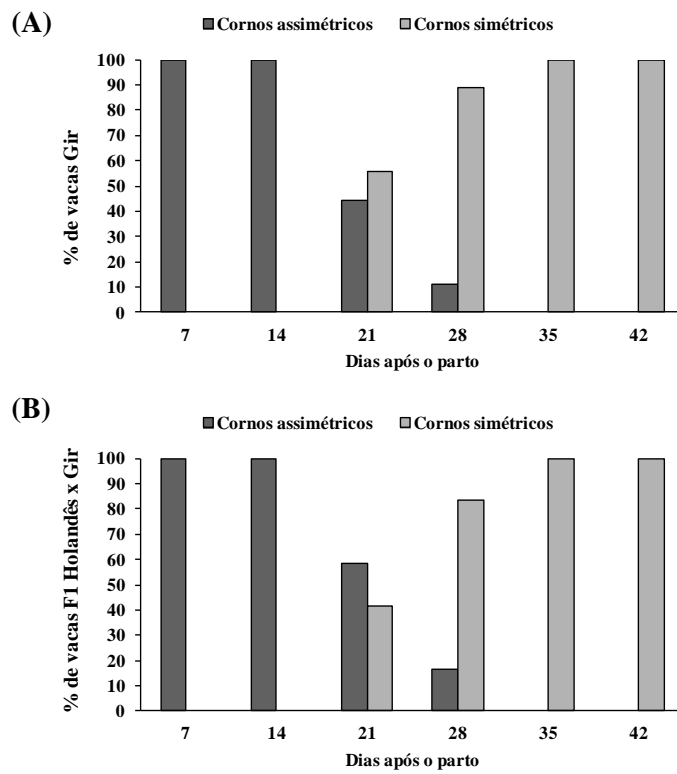 (A)
Cornos assimétricos Cornos simétricos
100
90
80
70
60
50
40
30
20
10
0
% de vacas Gir
7 14 21 28 35 42
Dias após o parto
(B)
Cornos assimétricos Cornos simétricos
100
90
80
70
60
50
40
30
20
10
0
% de vacas F1 Holandês x Gir
7 14 21 28 35 42
Dias após o parto